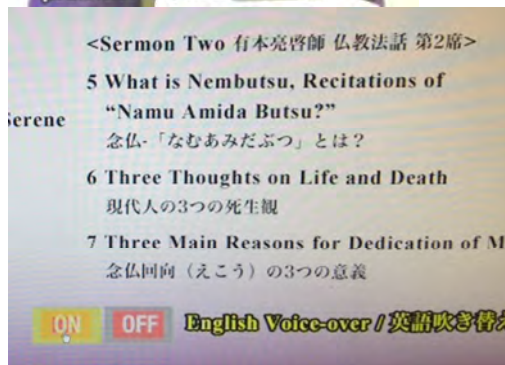 <Sermon Two 有本亮啓師 仏教法話 第2席>
5 What is Nembutsu, Recitations of
"Namu Amida Butsu?"
Serene
念仏-「なむあみだぶつ」とは？
6 Three Thoughts on Life and Death
現代人の3つの死生観
7 Three Main Reasons for Dedication of M
念仏回向（えこう）の3つの意義
ON OFF English Voice-over / 英語吹き替え